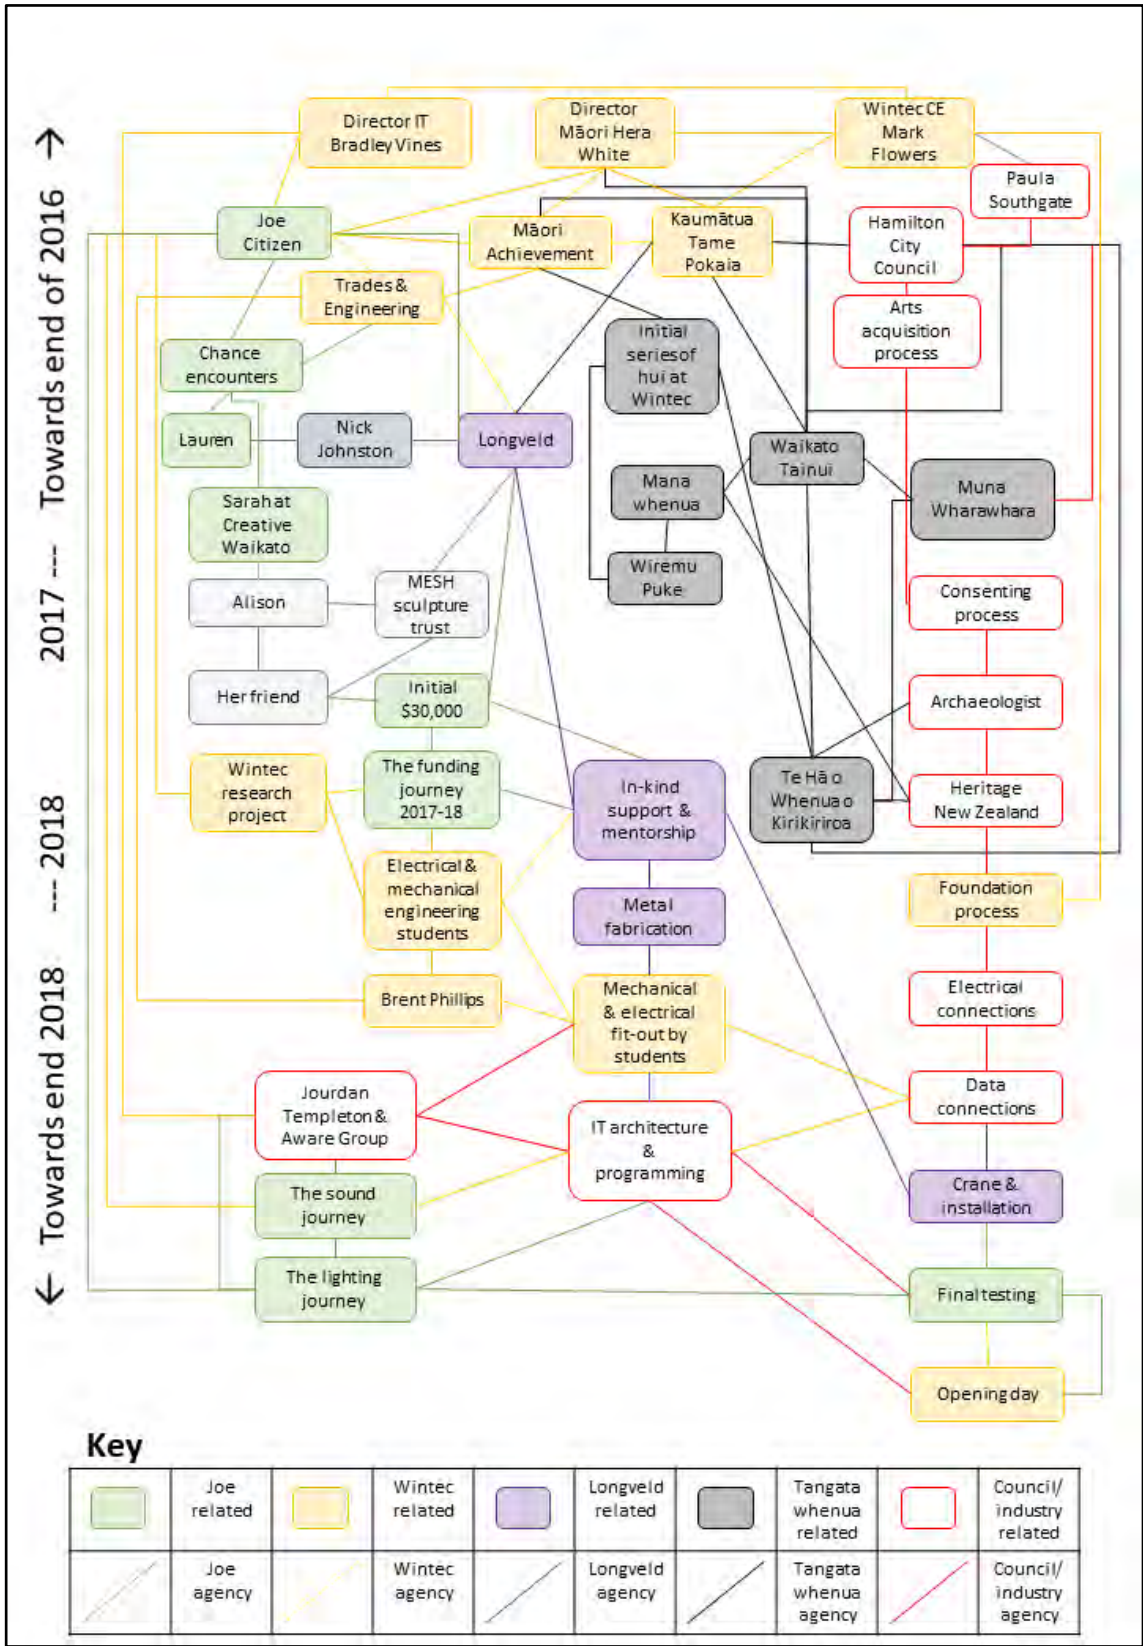 Towards end 2018 --- 2018 2017 --- Towards end of 2016
Director IT
Bradley Vines
Director
Māori Hera
White
Wintec CE
Mark
Flowers
Paula
Southgate
Joe
Citizen
Māori
Achievement
Kaumātua
Tame
Pokaia
Hamilton
City
Council
Trades &
Engineering
Arts
acquisition
process
Chance
encounters
Initial
seriesof
hui at
Wintec
Lauren
Nick
Johnston
Longveld
Waikato
Tainui
Mana
whenua
Muna
Wharawhara
Sarah at
Creative
Waikato
Wiremu
Puke
Alison
MESH
sculpture
trust
Consenting
process
Her friend
Initial
$30,000
Archaeologist
Wintec
research
project
The funding
journey
2017-18
In-kind
support &
mentorship
Te Hā o
Whenua o
Kirikiriroa
Heritage
New Zealand
Electrical &
mechanical
engineering
students
Metal
fabrication
Foundation
process
Brent Phillips
Mechanical
& electrical
fit-out by
students
Electrical
connections
Jourdan
Templeton &
Aware Group
IT architecture
&
programming
Data
connections
The sound
journey
Crane &
installation
The lighting
journey
Final testing
Opening day
Key
Joe
related
Wintec
related
Longveld
related
Tangata
whenua
related
Council/
industry
related
Joe
agency
Wintec
agency
Longveld
agency
Tangata
whenua
agency
Council/
industry
agency